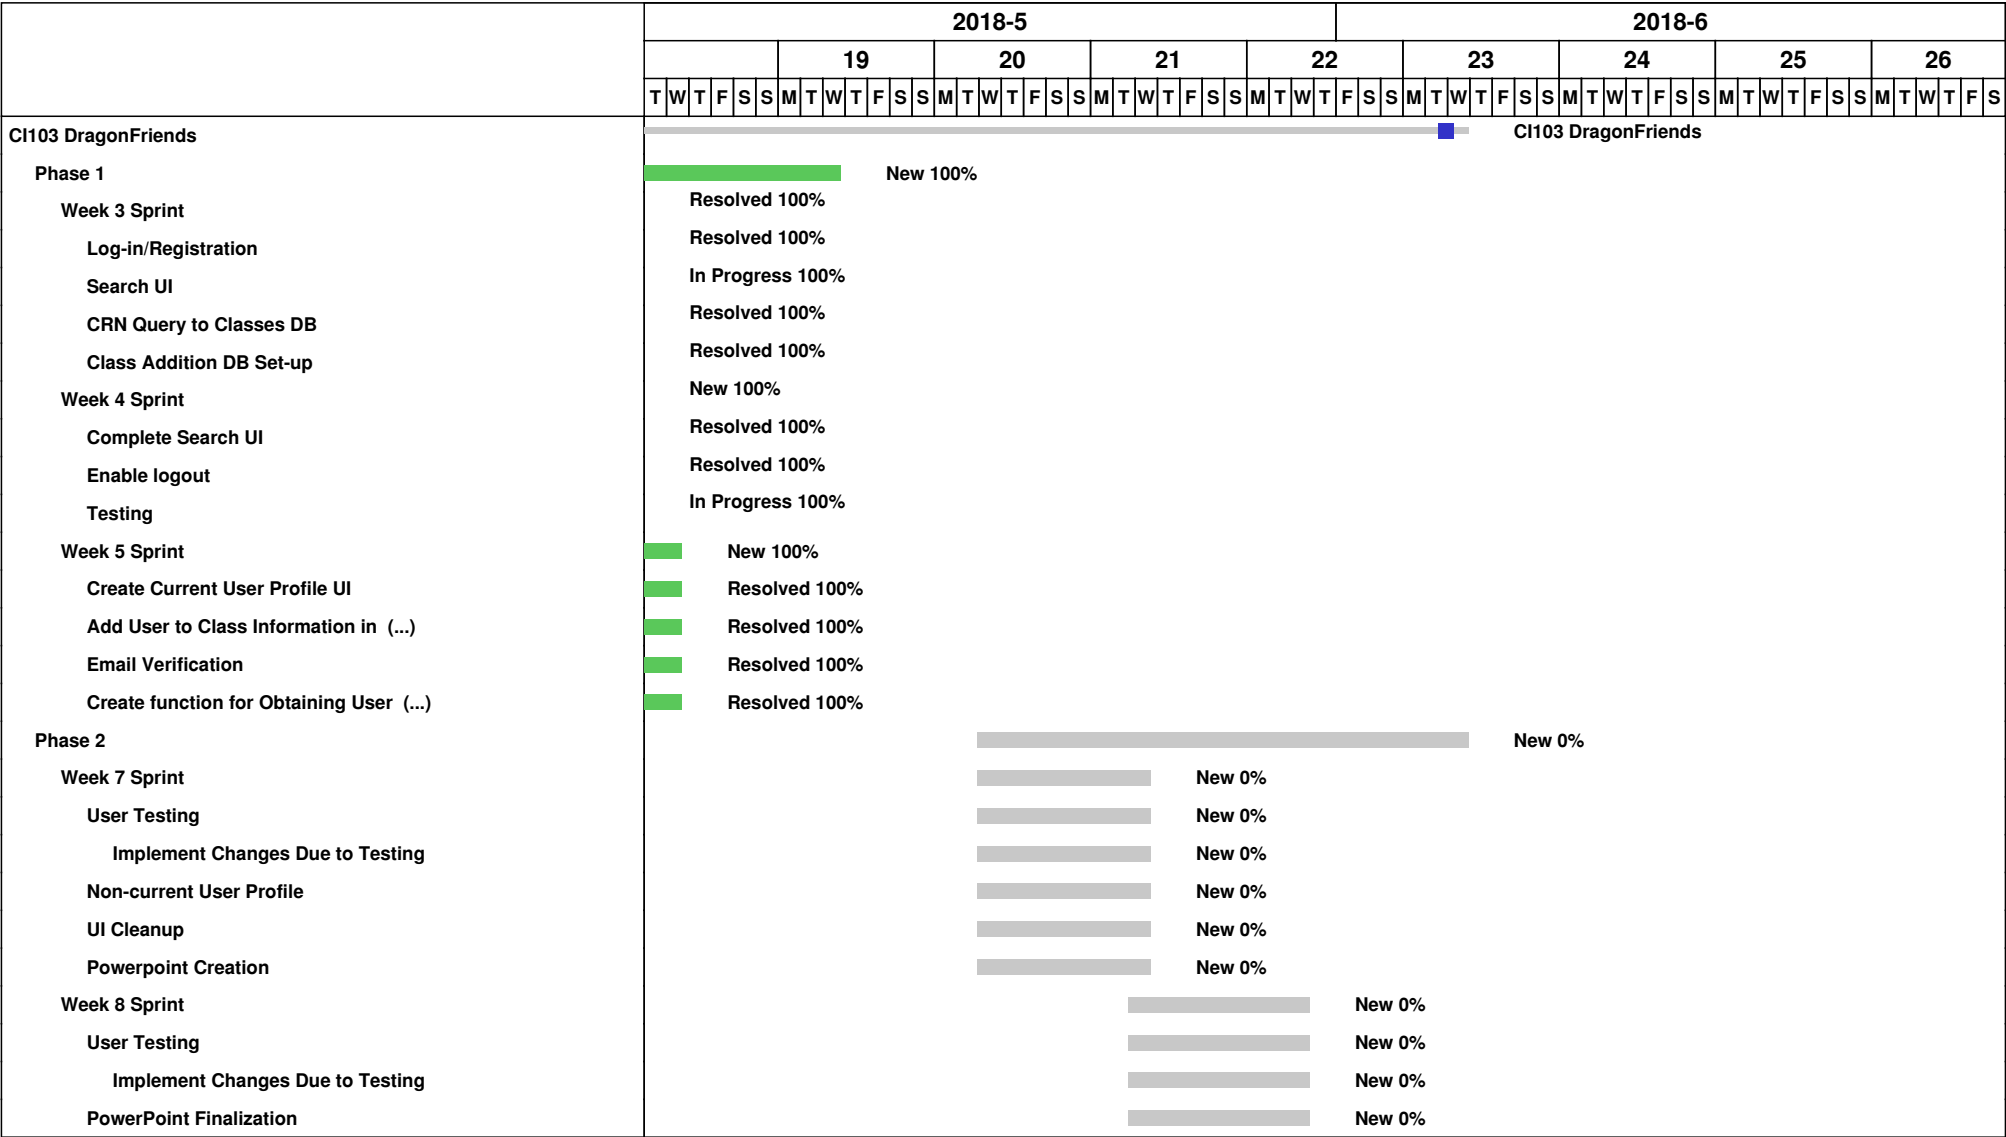 2018-5 2018-6
19 20 21 22 23 24 25 26
T W T F S S M T W T F S S M T W T F S S M T W T F S S M T W T F S S M T W T F S S M T W T F S S M T W T F S S M T W T F S
CI103 DragonFriends CI103 DragonFriends
Phase 1 New 100%
Week 3 Sprint Resolved 100%
Log-in/Registration Resolved 100%
Search UI In Progress 100%
CRN Query to Classes DB Resolved 100%
Class Addition DB Set-up Resolved 100%
Week 4 Sprint New 100%
Complete Search UI Resolved 100%
Enable logout Resolved 100%
Testing In Progress 100%
Week 5 Sprint New 100%
Create Current User Profile UI Resolved 100%
Add User to Class Information in (...) Resolved 100%
Email Verification Resolved 100%
Create function for Obtaining User (...) Resolved 100%
Phase 2 New 0%
Week 7 Sprint New 0%
User Testing New 0%
Implement Changes Due to Testing New 0%
Non-current User Profile New 0%
UI Cleanup New 0%
Powerpoint Creation New 0%
Week 8 Sprint New 0%
User Testing New 0%
Implement Changes Due to Testing New 0%
PowerPoint Finalization New 0%